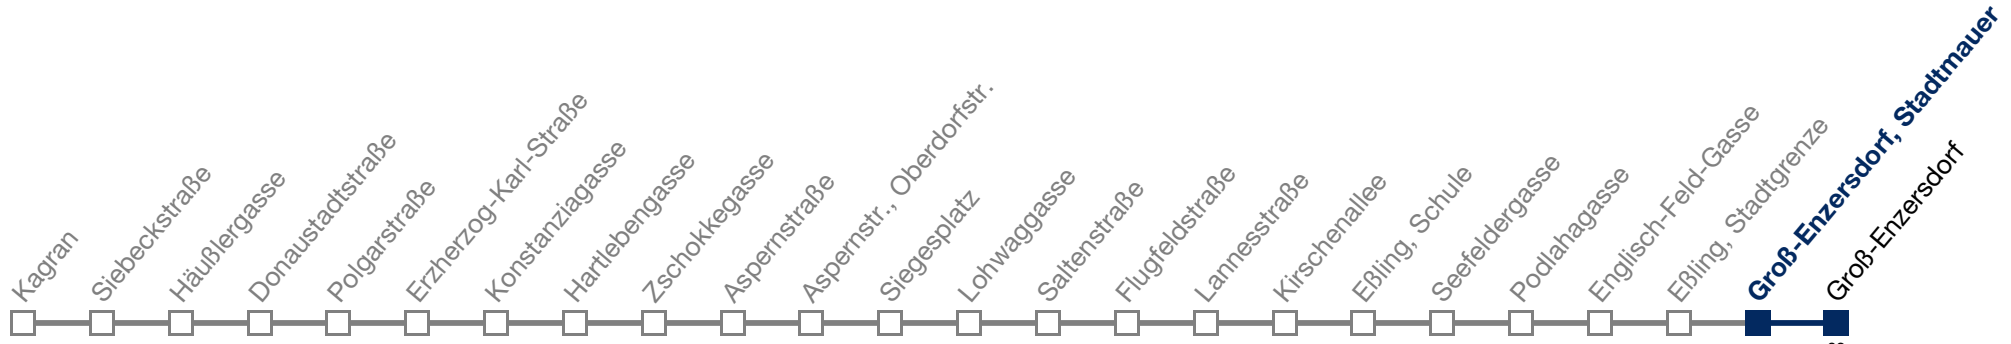 Kagran
Siebeckstraße
Häußlergasse
Donaustadtstraße
Polgarstraße
Erzherzog-Karl-Straße
Konstanziagasse
Hartlebengasse
Zschokkegasse
Aspernstraße
Aspernstr., Oberdorfstr.
Siegesplatz
Lohwaggasse
Saltenstraße
Flugfeldstraße
Lannesstraße
Kirschenallee
Eßling, Schule
Seefeldergasse
Podlahagasse
Englisch-Feld-Gasse
Eßling, Stadtgrenze
Groß-Enzersdorf, Stadtmauer
Groß-Enzersdorf